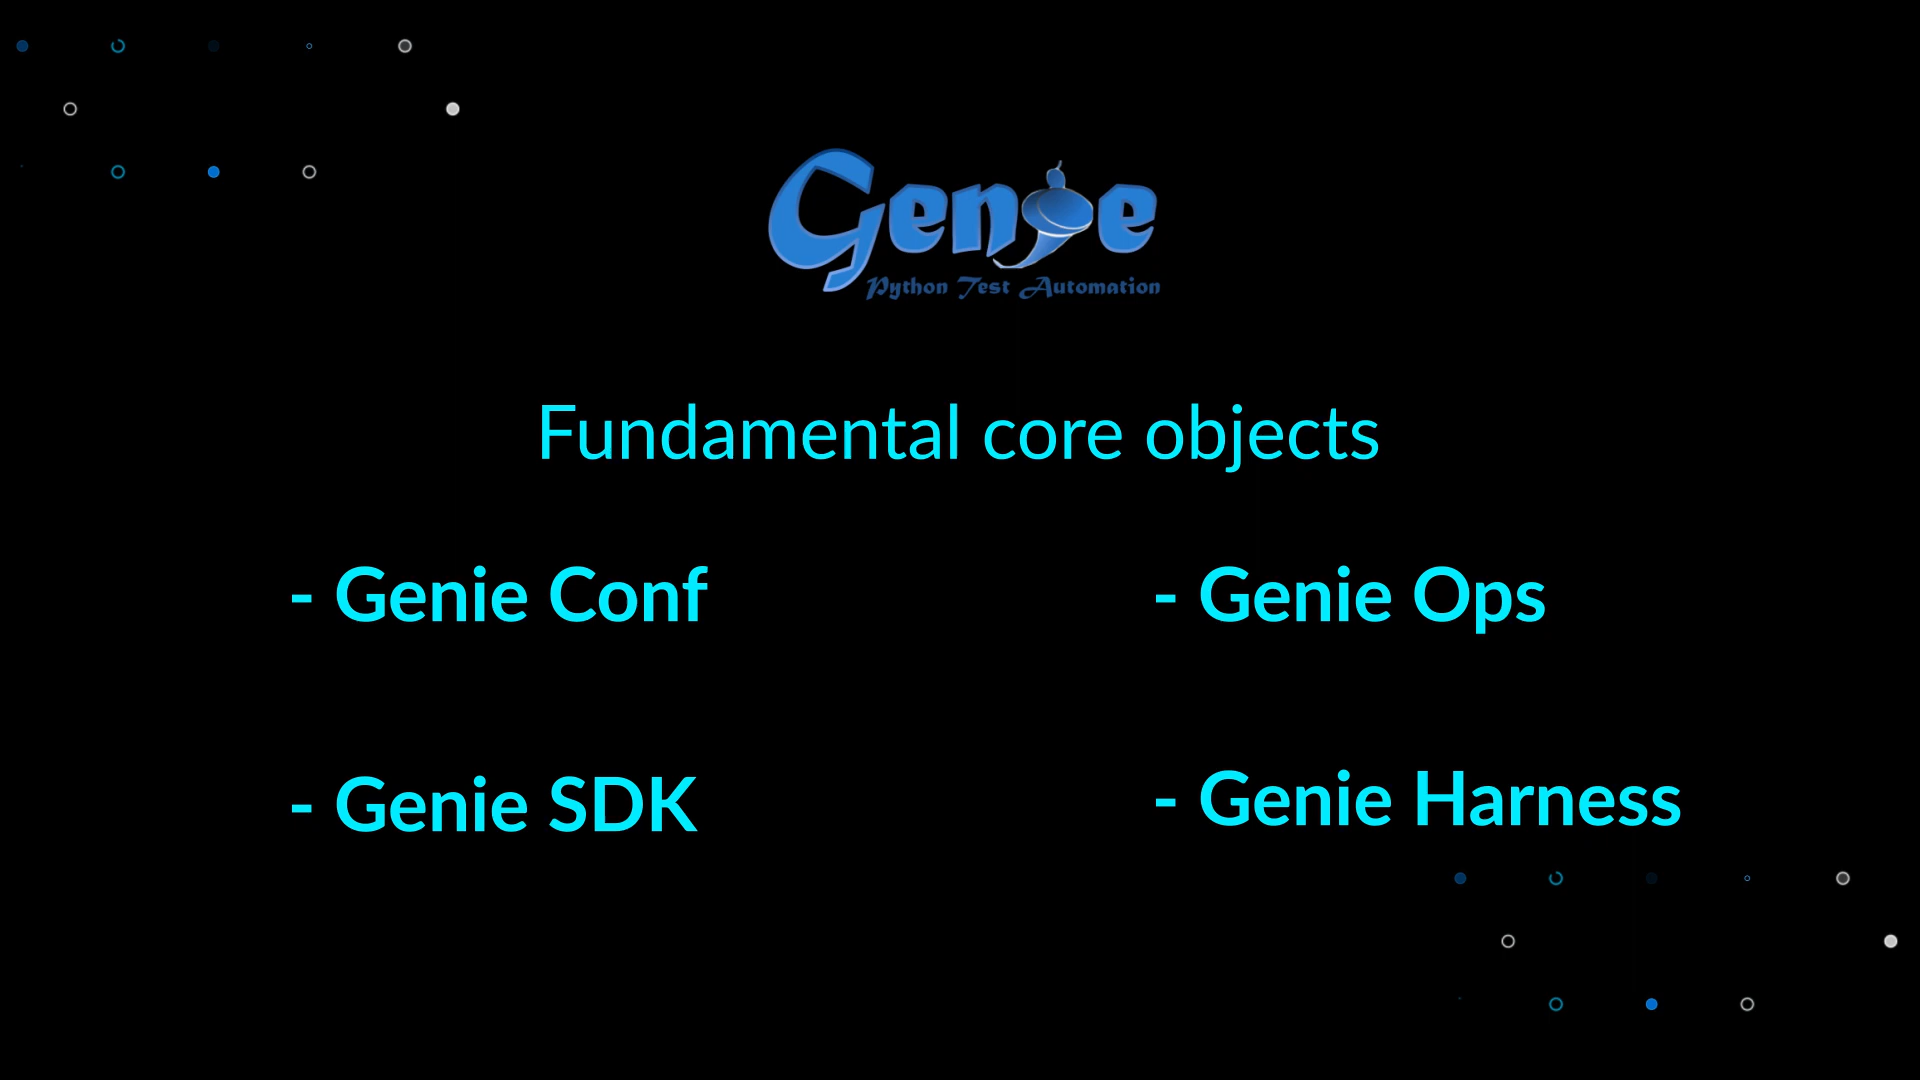 Genie
Python Test Automation
Fundamental core objects
- Genie Conf
- Genie Ops
- Genie SDK
- Genie Harness